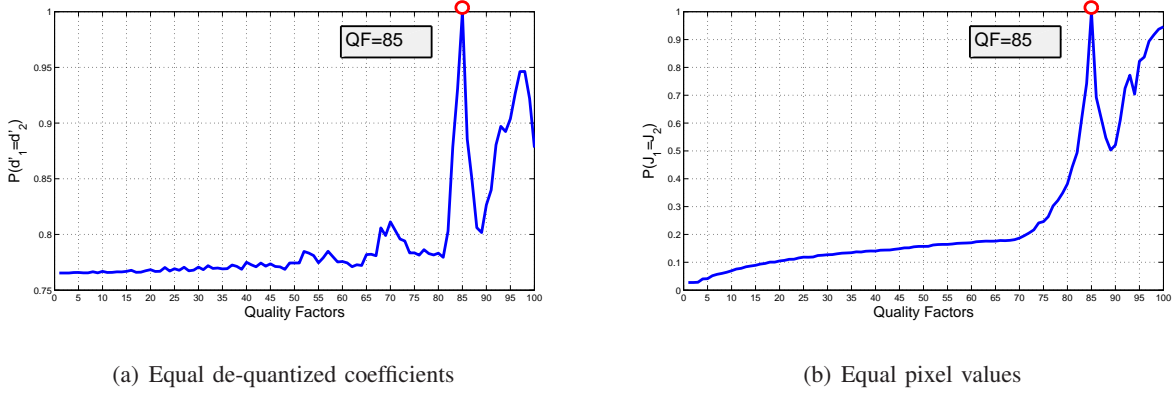 1
0.95
0.9
0.85
0.8
0.75
P(d'1=d'2)
QF=85
0 5 10 15 20 25 30 35 40 45 50 52 60 65 70 75 80 85 90 95 100
Quality Factors
(a) Equal de-quantized coefficients
1
0.9
0.8
0.7
0.6
0.5
0.4
0.3
0.2
0.1
0
P(J1=J2)
QF=85
0 5 10 15 20 25 30 35 40 45 50 52 60 65 70 75 80 85 90 95 100
Quality Factors
(b) Equal pixel values